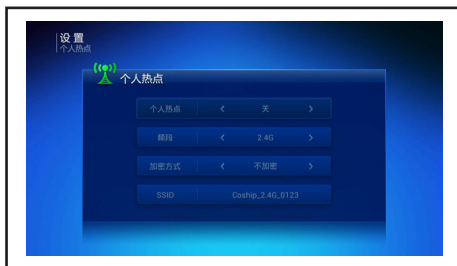 设置
个人热点
个人热点
个人热点 < 关 >
频段 < 2.4G >
加密方式 < 不加密 >
SSID Coship_2.4G_0123